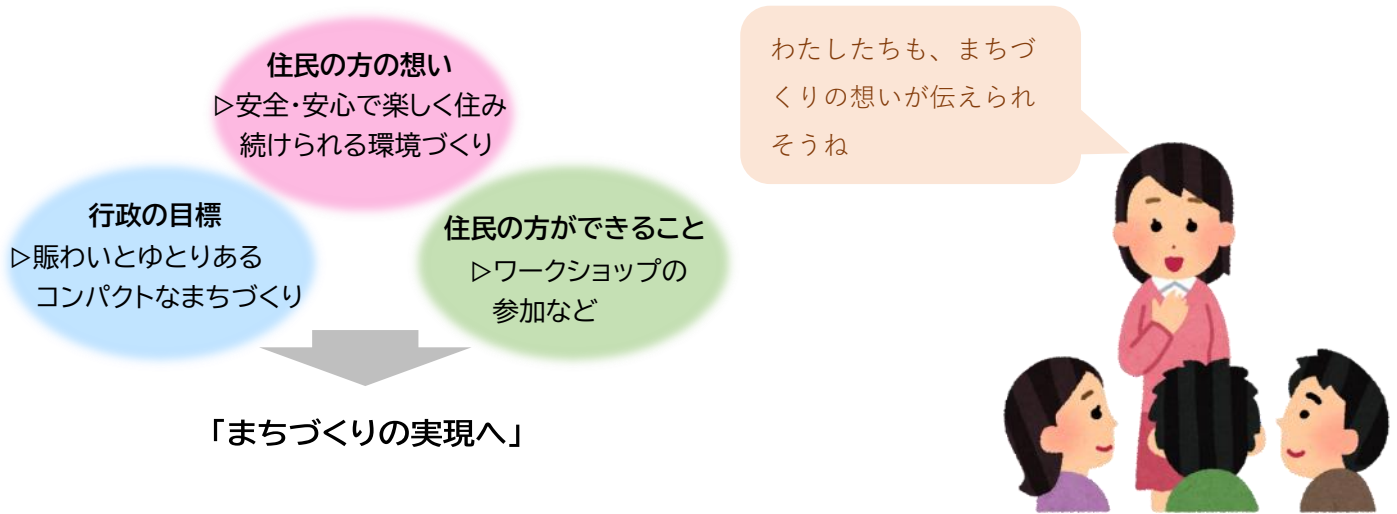 住民の方の想い
▷安全・安心で楽しく住み
続けられる環境づくり
行政の目標
▷賑わいとゆとりある
コンパクトなまちづくり
住民の方ができること
▷ワークショップの
参加など
「まちづくりの実現へ」
わたしたちも、まちづ
くりの想いが伝えられ
そうね